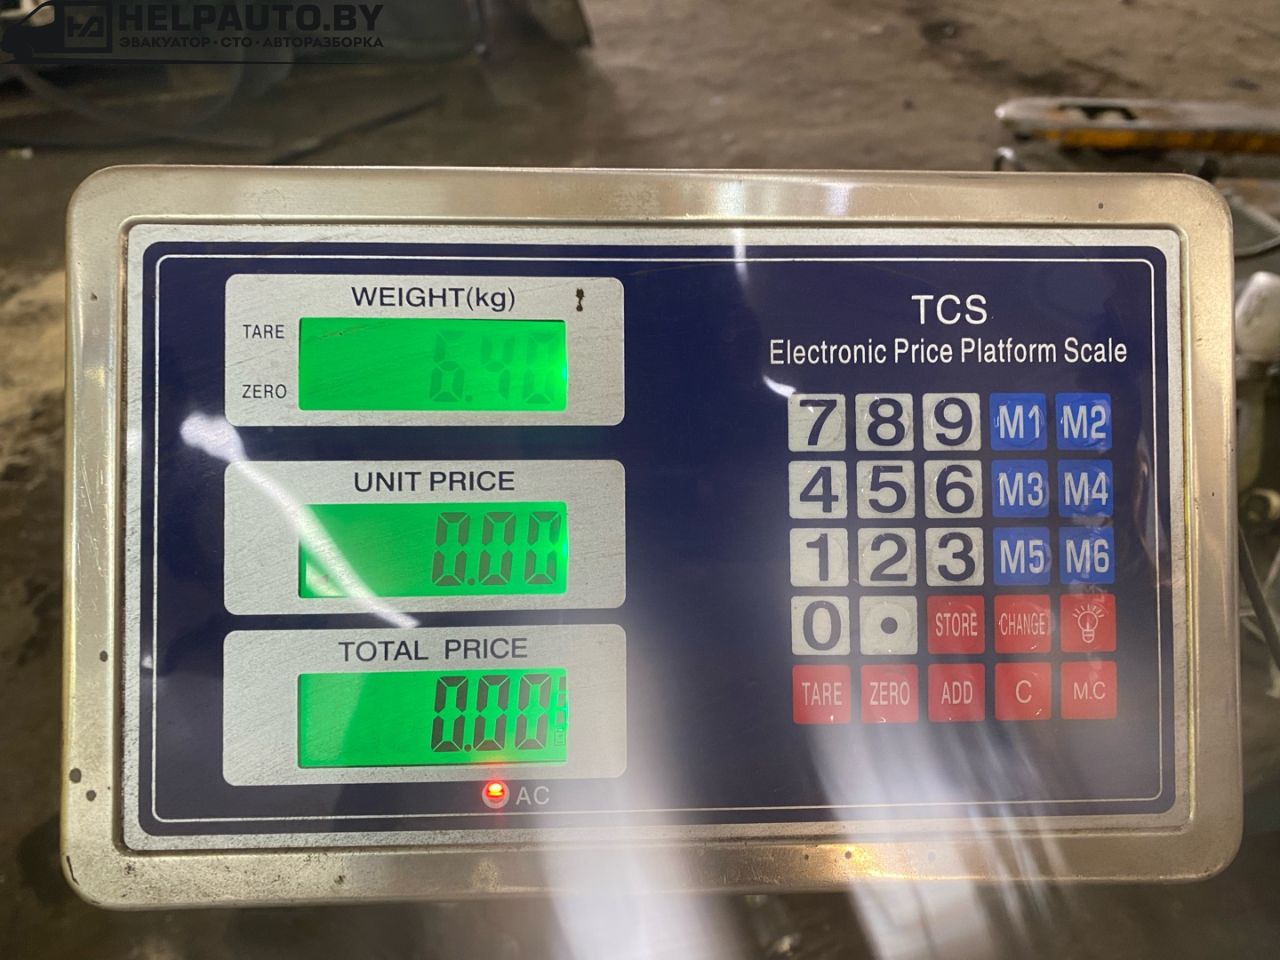 HELPAUTO.BY
ЭВАКУАТОР · СТО · АВТОРАЗБОРКА
WEIGHT(kg)
TARE
6.40
ZERO
UNIT PRICE
0.00
TOTAL PRICE
0.00
AC
TCS
Electronic Price Platform Scale
7 8 9 M1 M2
4 5 6 M3 M4
1 2 3 M5 M6
0 • STORE CHANGE
TARE ZERO ADD C M.C